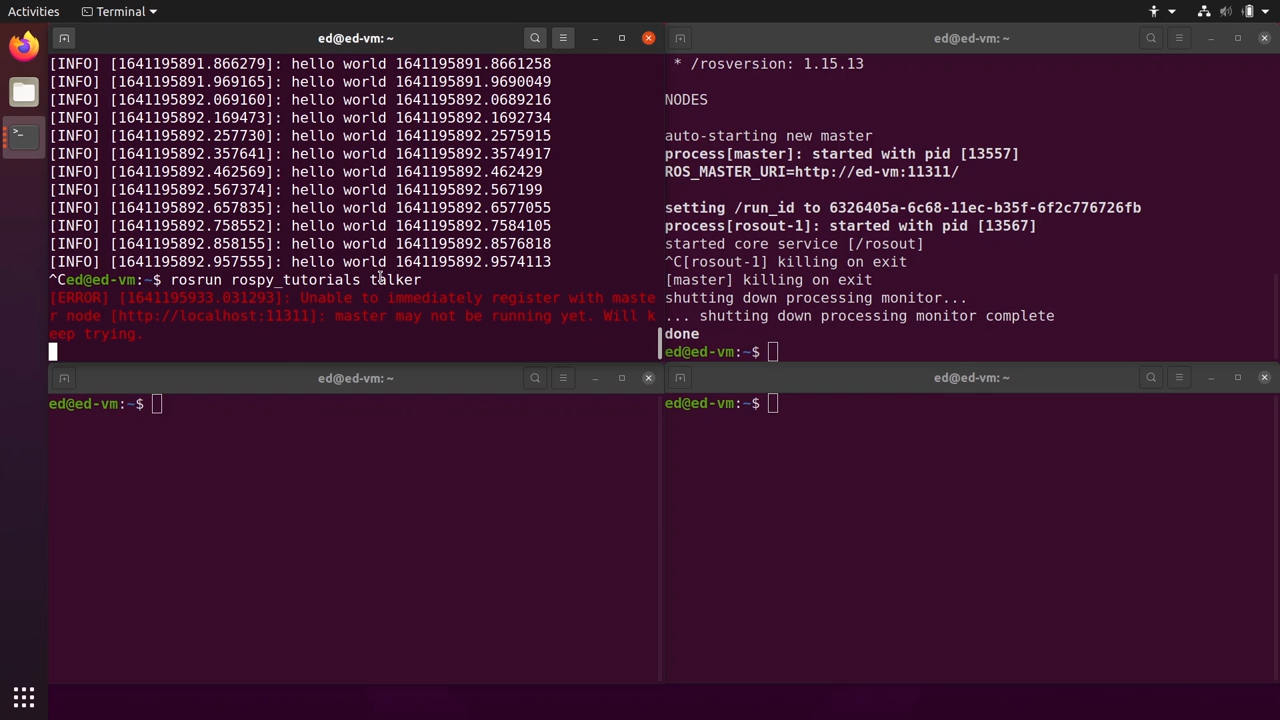 Activities
Terminal
ed@ed-vm: ~
[INFO] [1641195891.866279]: hello world 1641195891.8661258
[INFO] [1641195891.969165]: hello world 1641195891.9690049
[INFO] [1641195892.069160]: hello world 1641195892.0689216
[INFO] [1641195892.169473]: hello world 1641195892.1692734
[INFO] [1641195892.257730]: hello world 1641195892.2575915
[INFO] [1641195892.357641]: hello world 1641195892.3574917
[INFO] [1641195892.462569]: hello world 1641195892.462429
[INFO] [1641195892.567374]: hello world 1641195892.567199
[INFO] [1641195892.657835]: hello world 1641195892.6577055
[INFO] [1641195892.758552]: hello world 1641195892.7584105
[INFO] [1641195892.858155]: hello world 1641195892.8576818
[INFO] [1641195892.957555]: hello world 1641195892.9574113
^Ced@ed-vm:~$ rosrun rospy_tutorials talker
[ERROR] [1641195933.031293]: Unable to immediately register with maste
r node [http://localhost:11311]: master may not be running yet. Will k
eep trying.
ed@ed-vm: ~
* /rosversion: 1.15.13
NODES
auto-starting new master
process[master]: started with pid [13557]
ROS_MASTER_URI=http://ed-vm:11311/
setting /run_id to 6326405a-6c68-11ec-b35f-6f2c776726fb
process[rosout-1]: started with pid [13567]
started core service [/rosout]
^C[rosout-1] killing on exit
[master] killing on exit
shutting down processing monitor...
... shutting down processing monitor complete
done
ed@ed-vm:~$
ed@ed-vm: ~
ed@ed-vm:~$
ed@ed-vm: ~
ed@ed-vm:~$